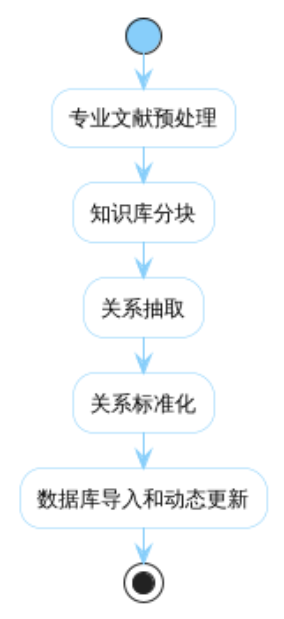 专业文献预处理
知识库分块
关系抽取
关系标准化
数据库导入和动态更新